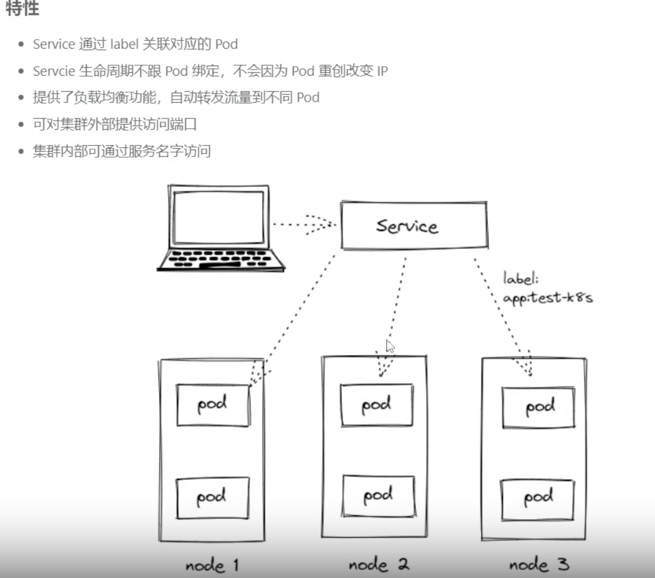 特性
Service 通过 label 关联对应的 Pod
Servcie 生命周期不跟 Pod 绑定，不会因为 Pod 重创改变 IP
提供了负载均衡功能，自动转发流量到不同 Pod
可对集群外部提供访问端口
集群内部可通过服务名字访问
Service
label:
app:test-k8s
pod pod pod
pod pod pod
node 1 node 2 node 3